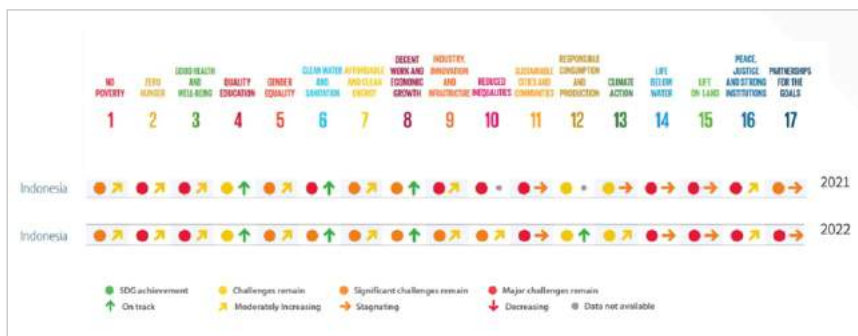 NO
POVERTY
ZERO
HUNGER
GOOD HEALTH
AND
WELL-BEING
QUALITY
EDUCATION
GENDER
EQUALITY
CLEAN WATER
AND
SANITATION
AFFORDABLE
AND CLEAN
ENERGY
DECENT
WORK AND
ECONOMIC
GROWTH
INDUSTRY,
INNOVATION
AND
INFRASTRUCTURE
REDUCED
INEQUALITIES
SUSTAINABLE
CITIES AND
COMMUNITIES
RESPONSIBLE
CONSUMPTION
AND
PRODUCTION
CLIMATE
ACTION
LIFE
BELOW
WATER
LIFE
ON LAND
PEACE,
JUSTICE
AND STRONG
INSTITUTIONS
PARTNERSHIPS
FOR THE
GOALS
1 2 3 4 5 6 7 8 9 10 11 12 13 14 15 16 17
Indonesia 2021
Indonesia 2022
SDG achievement Challenges remain Significant challenges remain Major challenges remain
On track Moderately Increasing Stagnating Decreasing Data not available